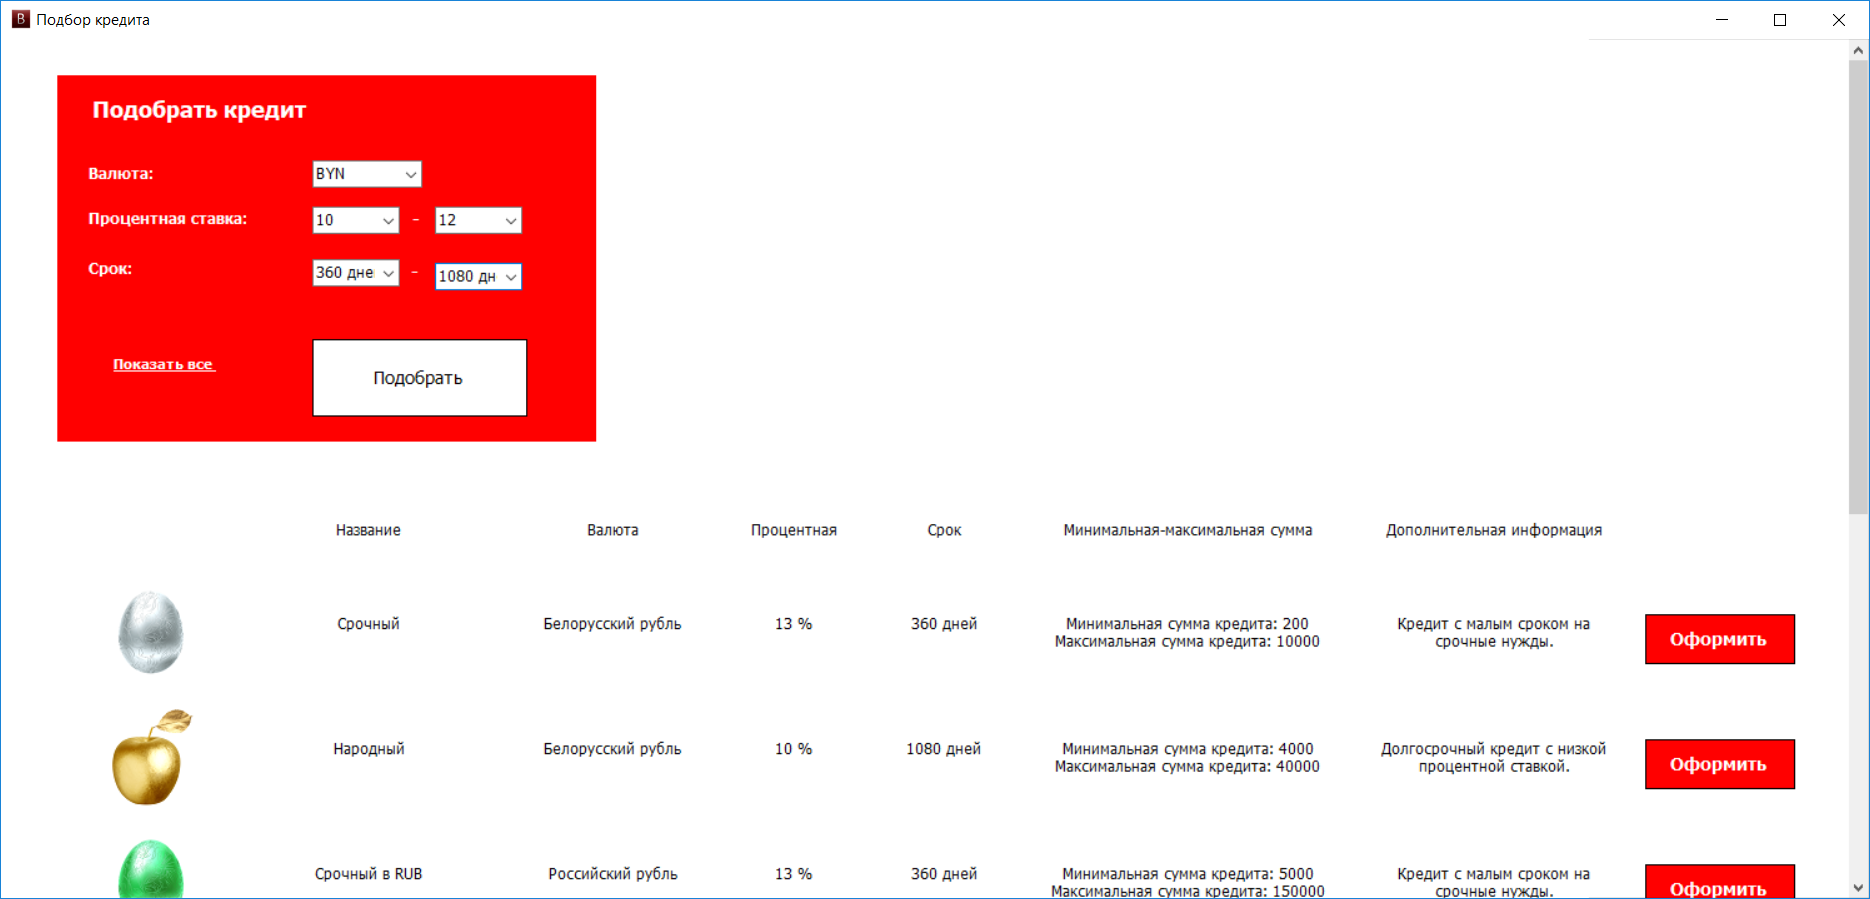 Подбор кредита
Подобрать кредит
Валюта: BYN
Процентная ставка: 10 - 12
Срок: 360 дне - 1080 дн
Показать все Подобрать
Название Валюта Процентная Срок Минимальная-максимальная сумма Дополнительная информация
Срочный Белорусский рубль 13 % 360 дней Минимальная сумма кредита: 200 Кредит с малым сроком на
Максимальная сумма кредита: 10000 срочные нужды.
Оформить
Народный Белорусский рубль 10 % 1080 дней Минимальная сумма кредита: 4000 Долгосрочный кредит с низкой
Максимальная сумма кредита: 40000 процентной ставкой.
Оформить
Срочный в RUB Российский рубль 13 % 360 дней Минимальная сумма кредита: 5000 Кредит с малым сроком на
Максимальная сумма кредита: 150000 срочные нужды.
Оформить